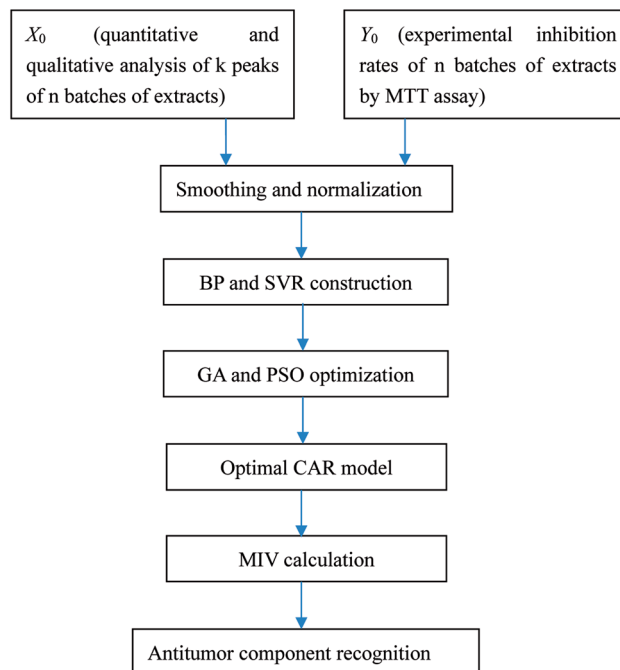 X₀ (quantitative and
qualitative analysis of k peaks
of n batches of extracts)
Y₀ (experimental inhibition
rates of n batches of extracts
by MTT assay)
Smoothing and normalization
BP and SVR construction
GA and PSO optimization
Optimal CAR model
MIV calculation
Antitumor component recognition